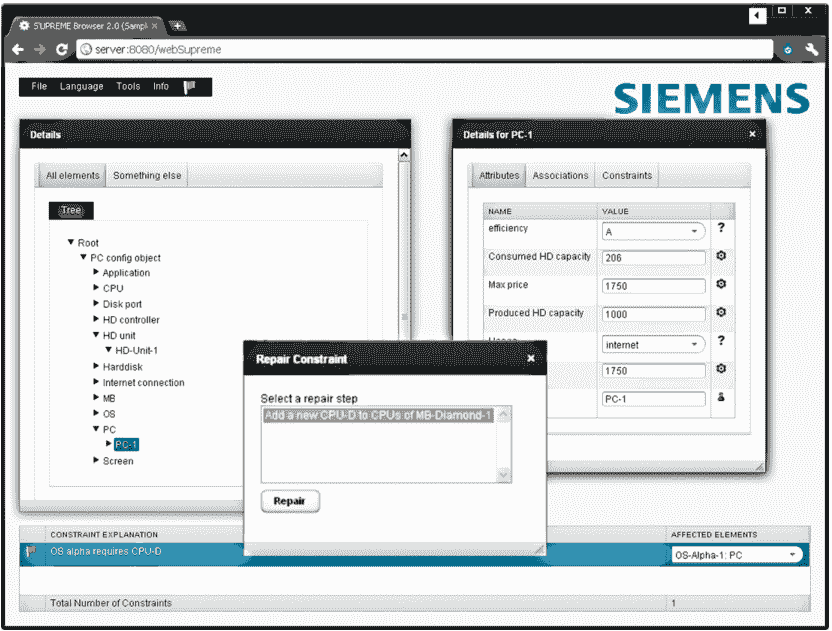 SUPREME Browser 2.0 (Sampl
server:8080/webSupreme
File Language Tools Info
SIEMENS
Details
All elements Something else
Tree
Root
PC config object
Application
CPU
Disk port
HD controller
HD unit
HD-Unit-1
Harddisk
Internet connection
MB
OS
PC
PC-1
Screen
Details for PC-1
Attributes Associations Constraints
NAME VALUE
efficiency A ?
Consumed HD capacity 206
Max price 1750
Produced HD capacity 1000
internet ?
1750
PC-1
Repair Constraint
Select a repair step
Add a new CPU-D to CPUs of MB-Diamond-1
Repair
CONSTRAINT EXPLANATION AFFECTED ELEMENTS
OS alpha requires CPU-D OS-Alpha-1: PC
Total Number of Constraints 1